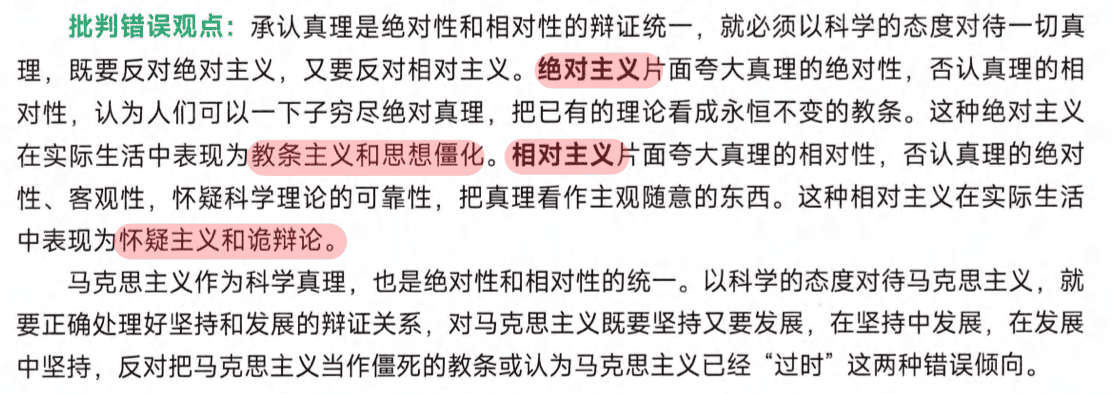 批判错误观点：承认真理是绝对性和相对性的辩证统一，就必须以科学的态度对待一切真
理，既要反对绝对主义，又要反对相对主义。绝对主义片面夸大真理的绝对性，否认真理的相
对性，认为人们可以一下子穷尽绝对真理，把已有的理论看成永恒不变的教条。这种绝对主义
在实际生活中表现为教条主义和思想僵化。相对主义片面夸大真理的相对性，否认真理的绝对
性、客观性，怀疑科学理论的可靠性，把真理看作主观随意的东西。这种相对主义在实际生活
中表现为怀疑主义和诡辩论。
马克思主义作为科学真理，也是绝对性和相对性的统一。以科学的态度对待马克思主义，就
要正确处理好坚持和发展的辩证关系，对马克思主义既要坚持又要发展，在坚持中发展，在发展
中坚持，反对把马克思主义当作僵死的教条或认为马克思主义已经“过时”这两种错误倾向。